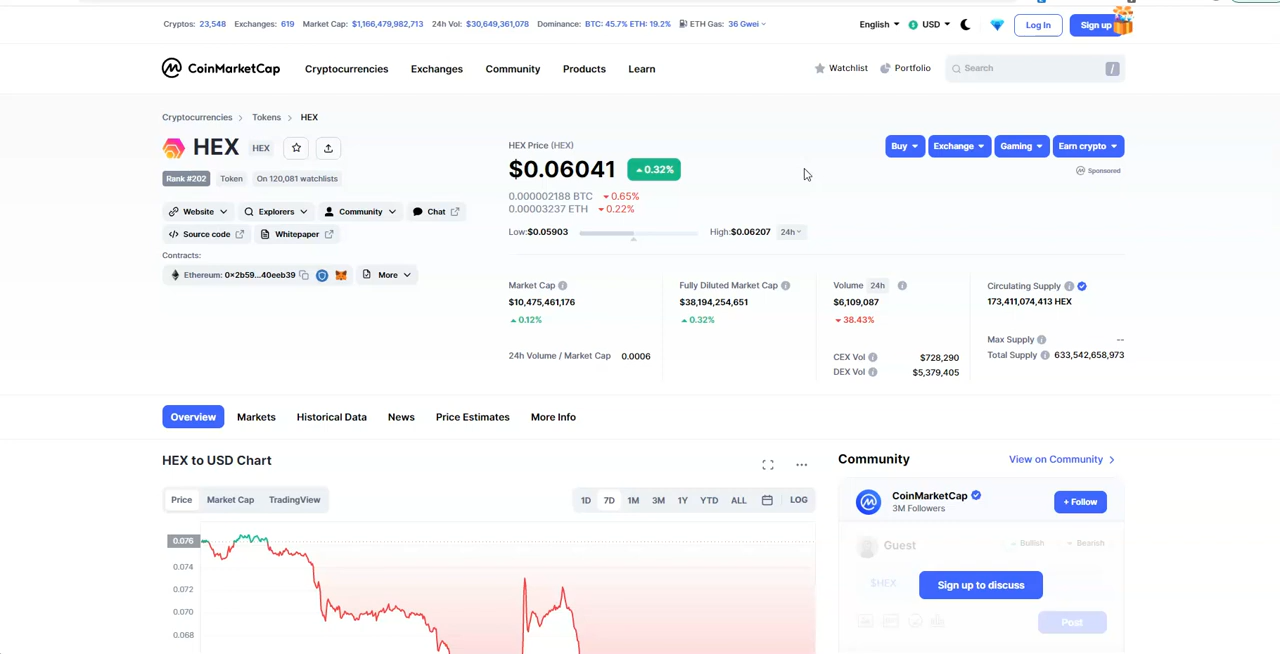 Cryptos: 23,548 Exchanges: 619 Market Cap: $1,166,479,982,713 24h Vol: $30,649,361,078 Dominance: BTC: 45.7% ETH: 19.2% ETH Gas: 36 Gwei
English USD Log In Sign up
CoinMarketCap Cryptocurrencies Exchanges Community Products Learn Watchlist Portfolio Search /
Cryptocurrencies > Tokens > HEX
HEX HEX
Rank #202 Token On 120,081 watchlists
Website Explorers Community Chat
Source code Whitepaper
Contracts:
Ethereum: 0x2b59...40eeb39 More
HEX Price (HEX)
$0.06041 0.32%
0.000002188 BTC 0.65%
0.00003237 ETH 0.22%
Low: $0.05903 High: $0.06207 24h
Buy Exchange Gaming Earn crypto
Sponsored
Market Cap
$10,475,461,176
0.12%
24h Volume / Market Cap 0.0006
Fully Diluted Market Cap
$38,194,254,651
0.32%
Volume 24h
$6,109,087
38.43%
CEX Vol $728,290
DEX Vol $5,379,405
Circulating Supply
173,411,074,413 HEX
Max Supply --
Total Supply 633,542,658,973
Overview Markets Historical Data News Price Estimates More Info
HEX to USD Chart
Price Market Cap TradingView 1D 7D 1M 3M 1Y YTD ALL LOG
0.076
0.074
0.072
0.070
0.068
Community View on Community >
CoinMarketCap
3M Followers
+ Follow
Guest Bullish Bearish
$HEX
Sign up to discuss
Post